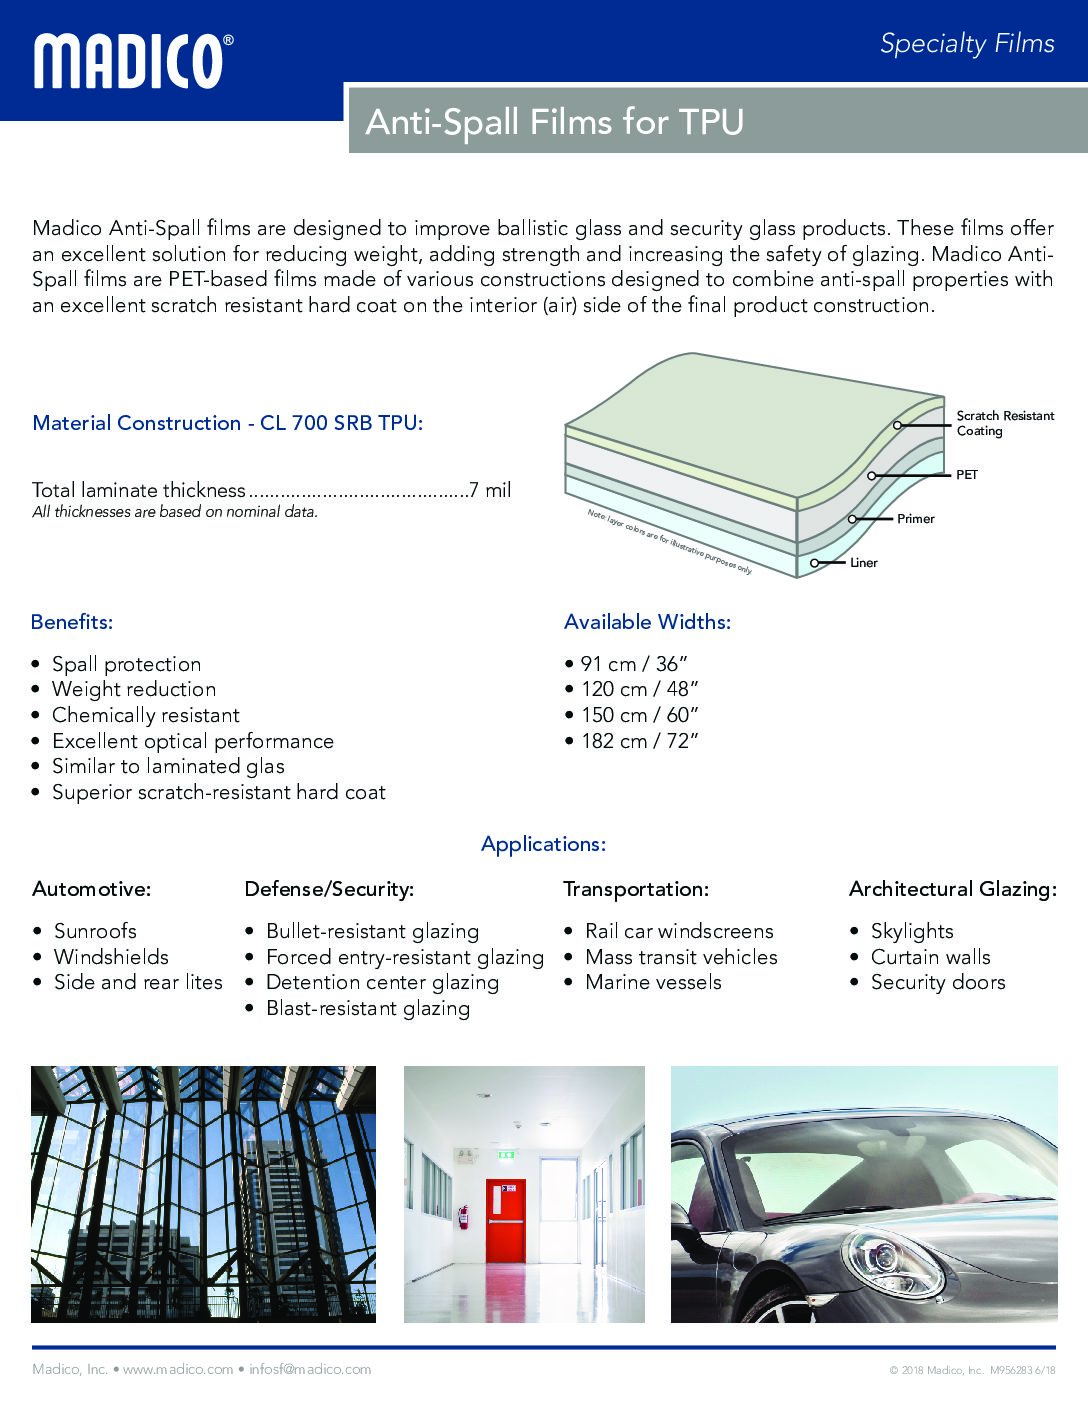 MADICO®
Specialty Films
Anti-Spall Films for TPU
Madico Anti-Spall films are designed to improve ballistic glass and security glass products. These films offer
an excellent solution for reducing weight, adding strength and increasing the safety of glazing. Madico Anti-
Spall films are PET-based films made of various constructions designed to combine anti-spall properties with
an excellent scratch resistant hard coat on the interior (air) side of the final product construction.
Material Construction - CL 700 SRB TPU:
Total laminate thickness..........................................7 mil
All thicknesses are based on nominal data.
Scratch Resistant
Coating
PET
Primer
Liner
Note: layer colors are for illustrative purposes only.
Benefits:
• Spall protection
• Weight reduction
• Chemically resistant
• Excellent optical performance
• Similar to laminated glas
• Superior scratch-resistant hard coat
Available Widths:
• 91 cm / 36”
• 120 cm / 48”
• 150 cm / 60”
• 182 cm / 72”
Applications:
Automotive:
• Sunroofs
• Windshields
• Side and rear lites
Defense/Security:
• Bullet-resistant glazing
• Forced entry-resistant glazing
• Detention center glazing
• Blast-resistant glazing
Transportation:
• Rail car windscreens
• Mass transit vehicles
• Marine vessels
Architectural Glazing:
• Skylights
• Curtain walls
• Security doors
Madico, Inc. • www.madico.com • infosf@madico.com
© 2018 Madico, Inc. M956283 6/18